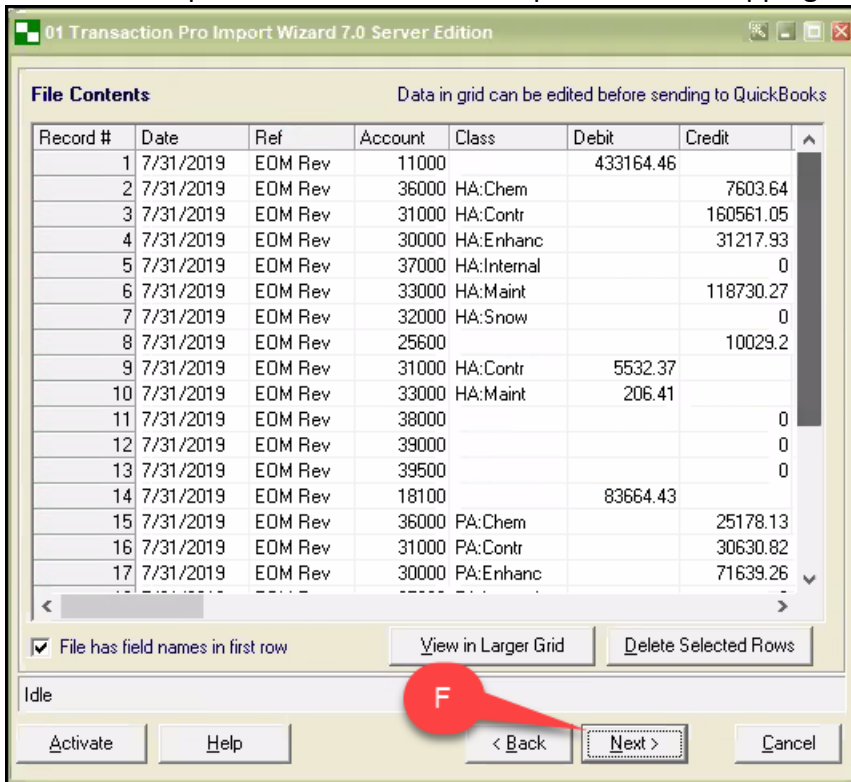 01 Transaction Pro Import Wizard 7.0 Server Edition
File Contents Data in grid can be edited before sending to QuickBooks
Record # Date Ref Account Class Debit Credit
1 7/31/2019 EOM Rev 11000 433164.46
2 7/31/2019 EOM Rev 36000 HA:Chem 7603.64
3 7/31/2019 EOM Rev 31000 HA:Contr 160561.05
4 7/31/2019 EOM Rev 30000 HA:Enhanc 31217.93
5 7/31/2019 EOM Rev 37000 HA:Internal 0
6 7/31/2019 EOM Rev 33000 HA:Maint 118730.27
7 7/31/2019 EOM Rev 32000 HA:Snow 0
8 7/31/2019 EOM Rev 25600 10029.2
9 7/31/2019 EOM Rev 31000 HA:Contr 5532.37
10 7/31/2019 EOM Rev 33000 HA:Maint 206.41
11 7/31/2019 EOM Rev 38000 0
12 7/31/2019 EOM Rev 39000 0
13 7/31/2019 EOM Rev 39500 0
14 7/31/2019 EOM Rev 18100 83664.43
15 7/31/2019 EOM Rev 36000 PA:Chem 25178.13
16 7/31/2019 EOM Rev 31000 PA:Contr 30630.82
17 7/31/2019 EOM Rev 30000 PA:Enhanc 71639.26
File has field names in first row View in Larger Grid Delete Selected Rows
Idle
F
Activate Help < Back Next > Cancel